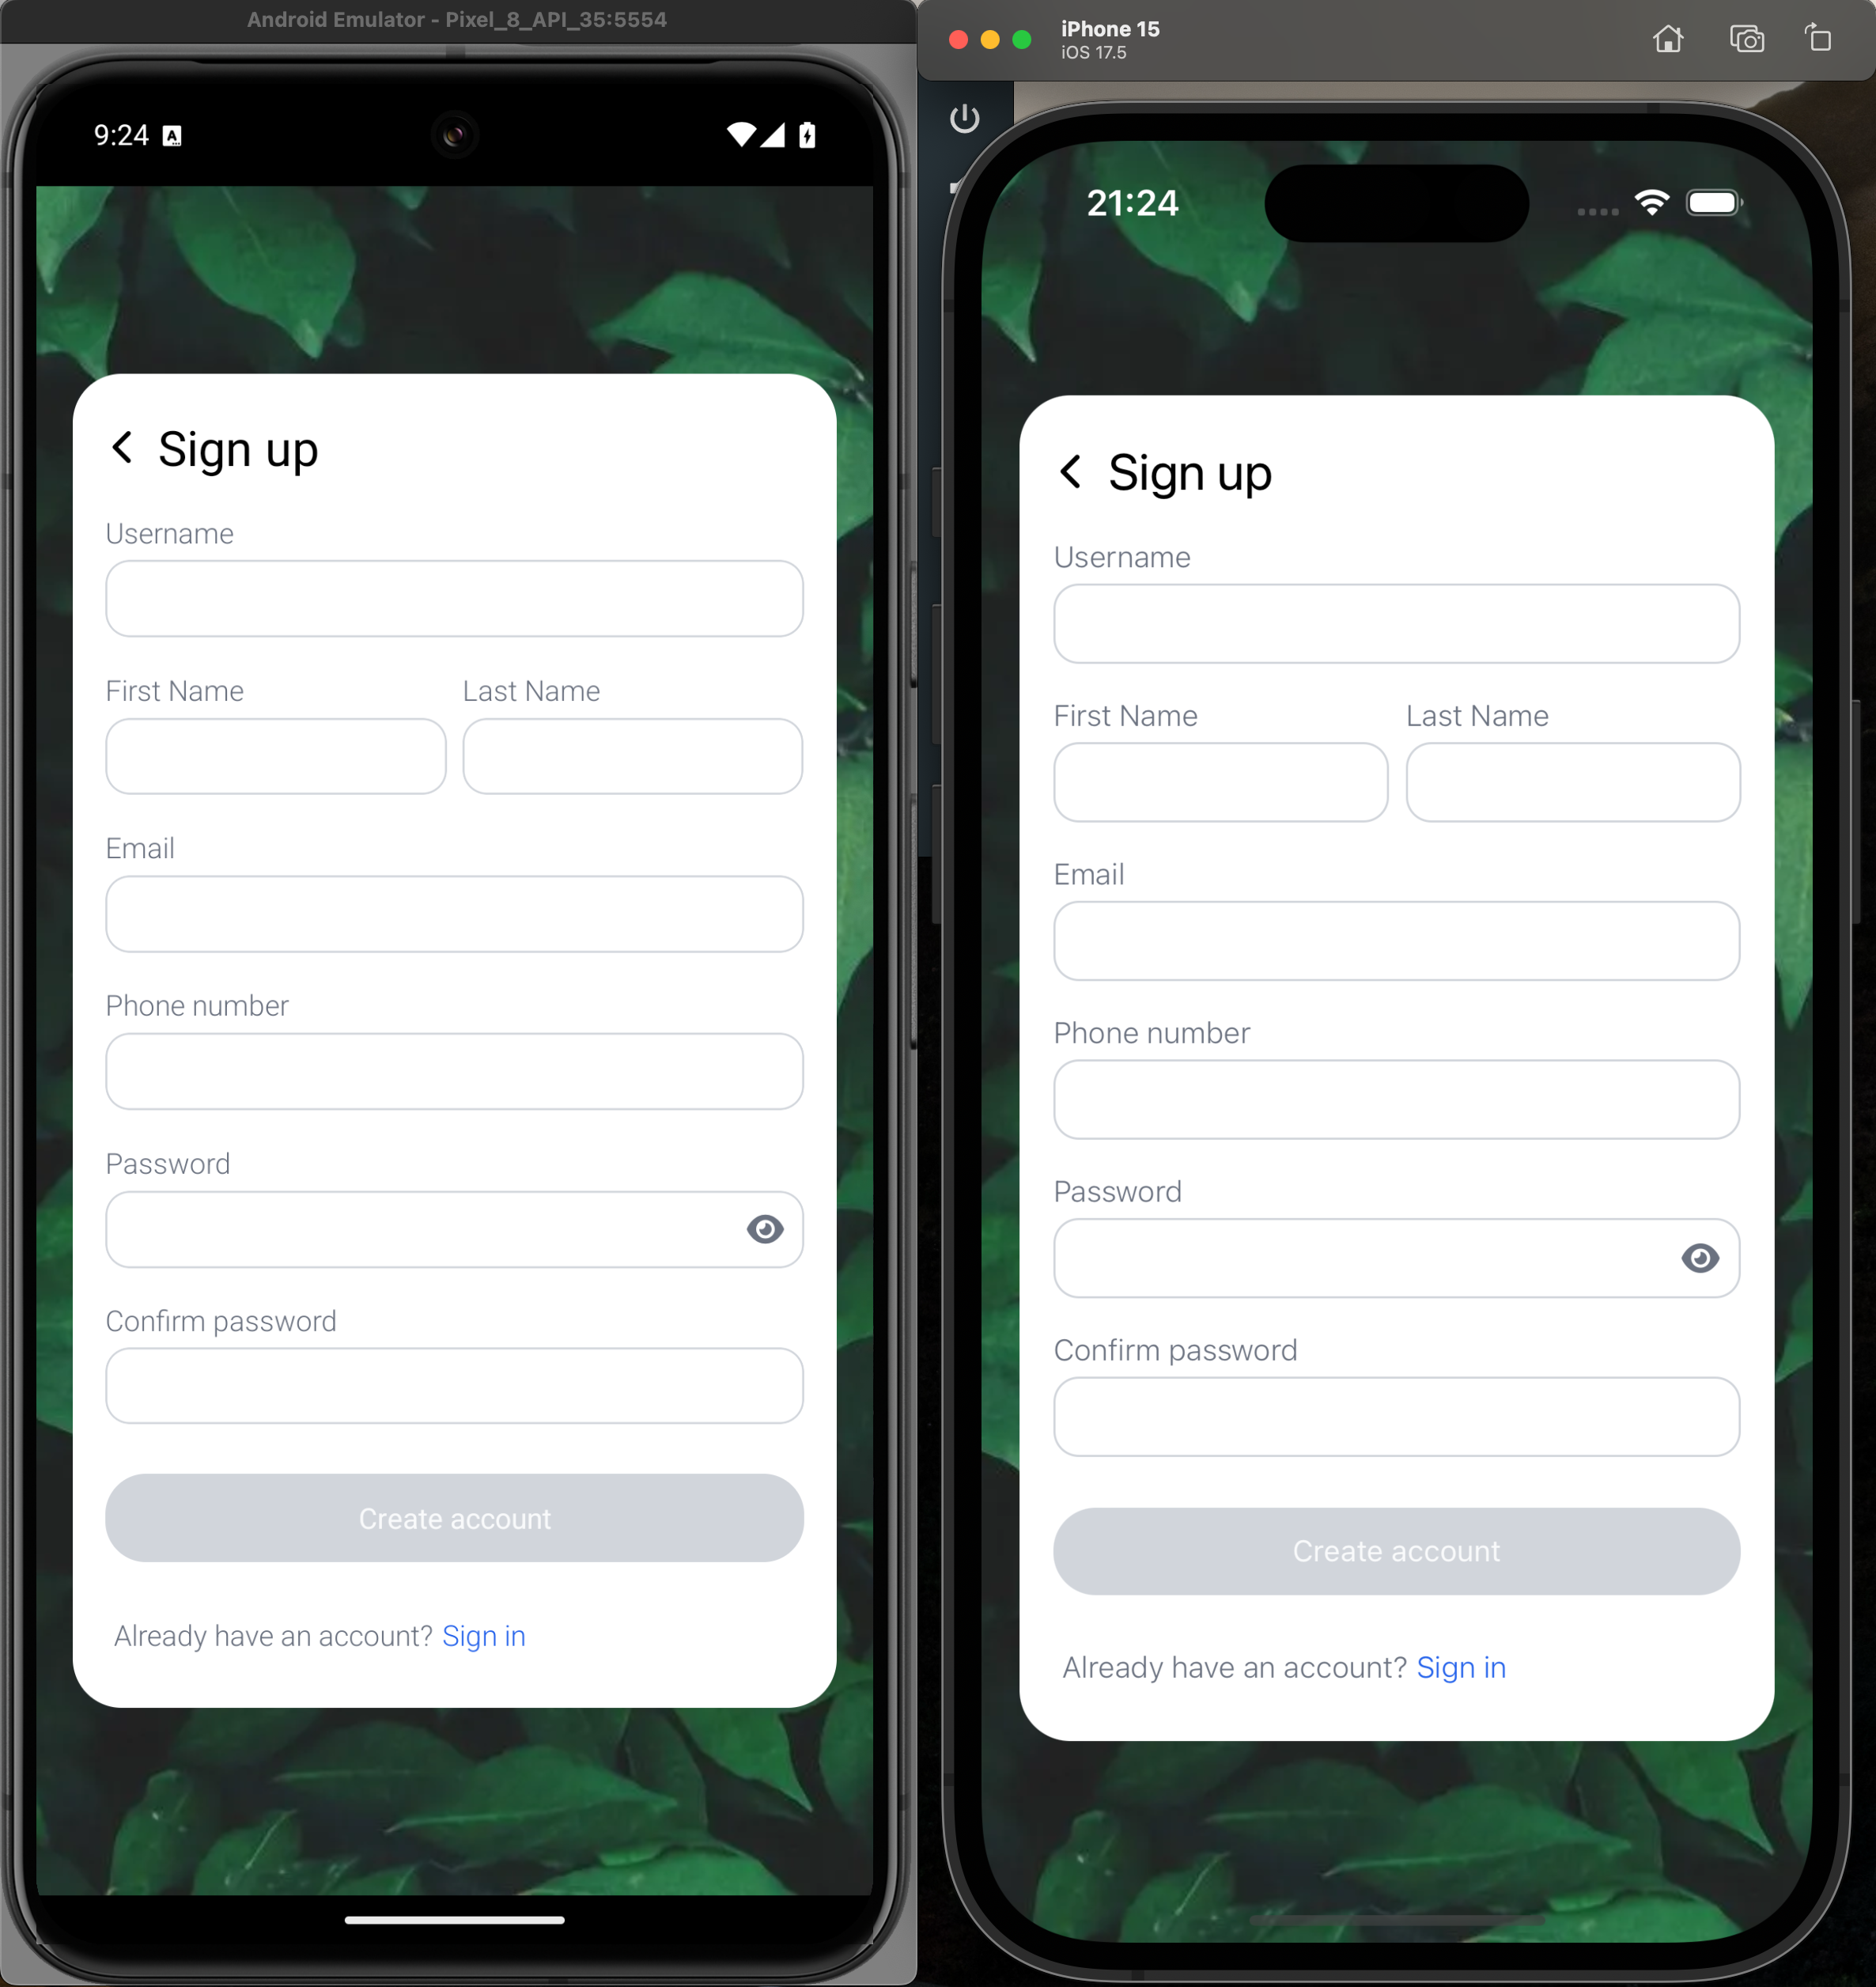 Android Emulator - Pixel_8_API_35:5554
9:24 A
Sign up
Username
First Name Last Name
Email
Phone number
Password
Confirm password
Create account
Already have an account? Sign in
iPhone 15
iOS 17.5
21:24
Sign up
Username
First Name Last Name
Email
Phone number
Password
Confirm password
Create account
Already have an account? Sign in